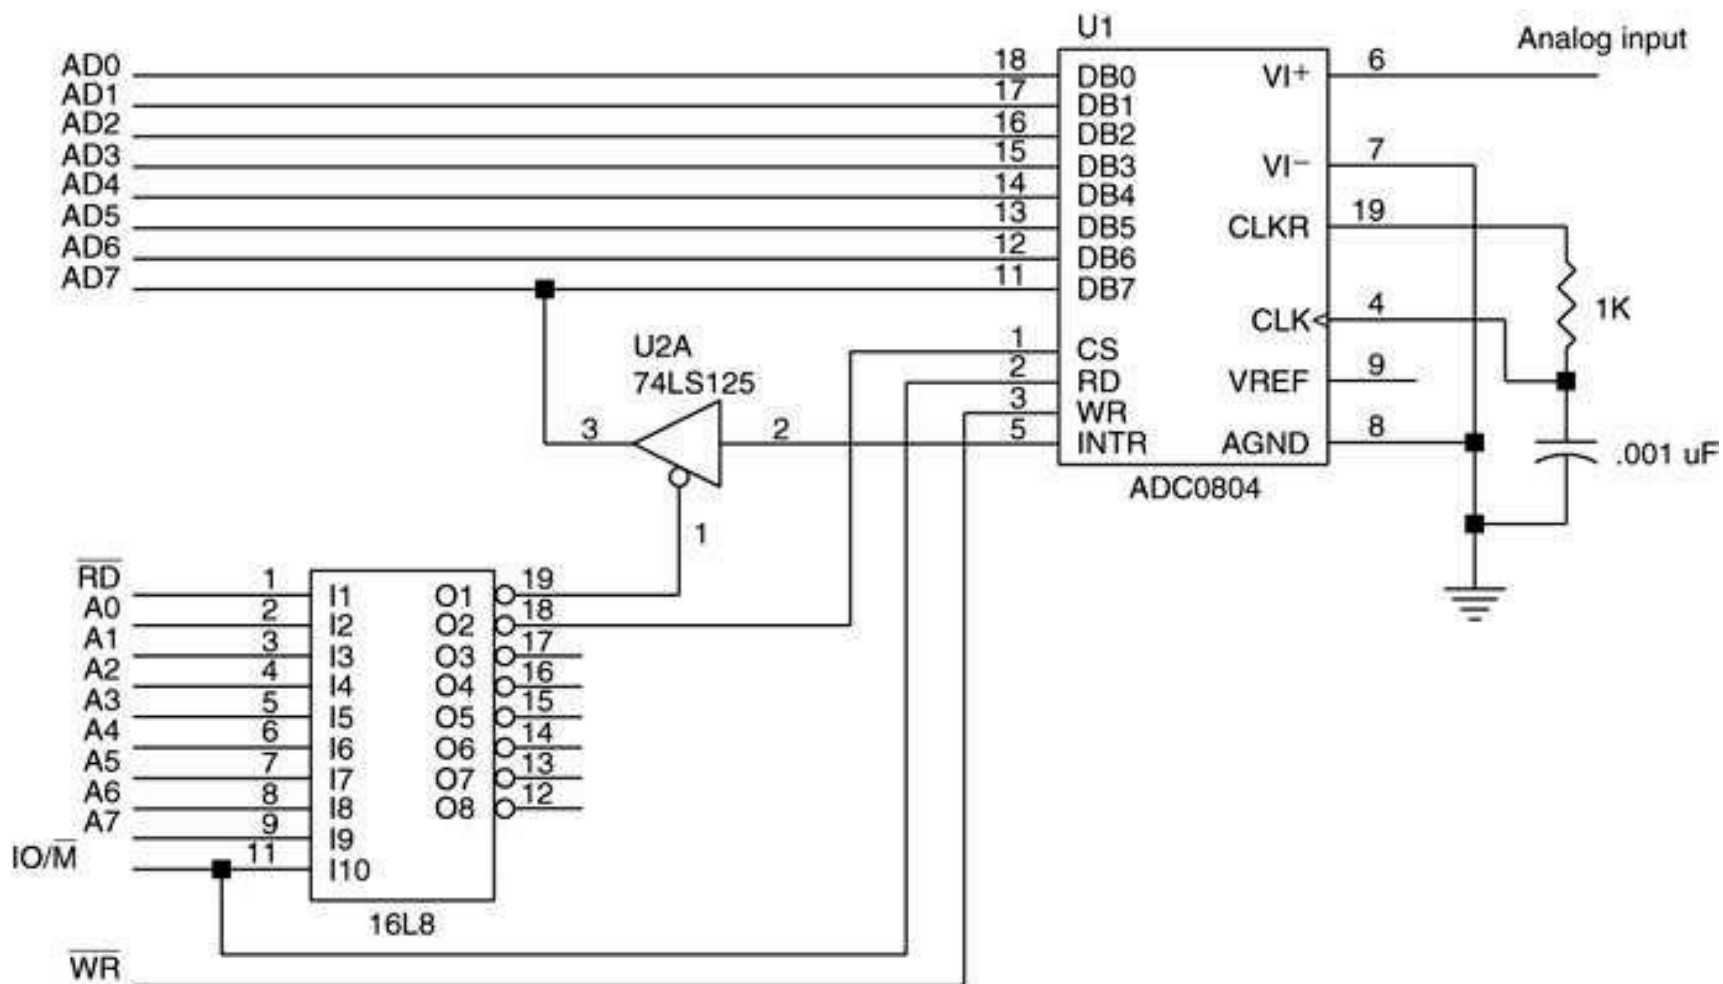 U1
Analog input
AD0 18 DB0 VI+ 6
AD1 17 DB1
AD2 16 DB2
AD3 15 DB3 VI− 7
AD4 14 DB4
AD5 13 DB5 CLKR 19
AD6 12 DB6
AD7 11 DB7
1K
CLK 4
U2A
74LS125
1 CS
2 RD VREF 9
3 WR
3 2 5 INTR AGND 8
.001 uF
ADC0804
1
R̅D̅ 1 I1 O1 19
A0 2 I2 O2 18
A1 3 I3 O3 17
A2 4 I4 O4 16
A3 5 I5 O5 15
A4 6 I6 O6 14
A5 7 I7 O7 13
A6 8 I8 O8 12
A7 9 I9
IO/M̅ 11 I10
16L8
W̅R̅